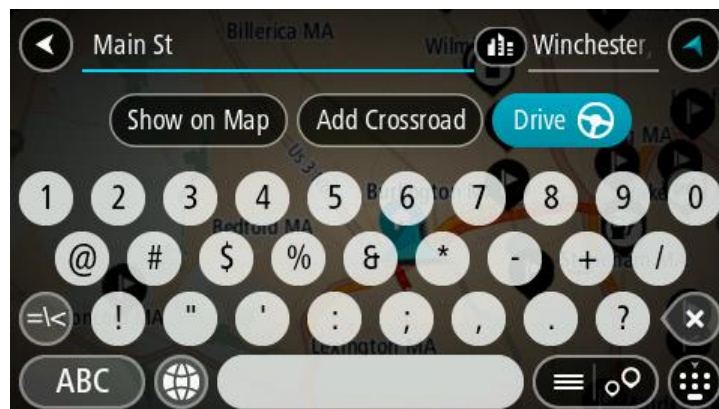 Main St Winchester,
Billerica MA
Show on Map Add Crossroad Drive
1 2 3 4 5 6 7 8 9 0
Bedford MA
@ # $ % & * - + /
=\< ! " ' : ; , . ?
Lexington MA
ABC